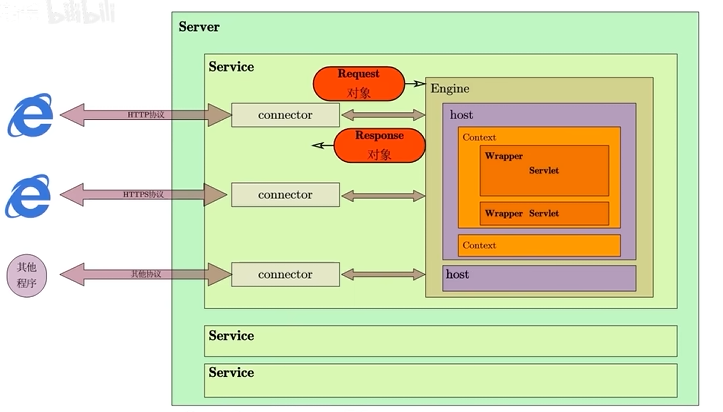 bilibili
Server
Service
Request
对象
Engine
HTTP协议
connector
host
Response
对象
Context
Wrapper
Servlet
HTTPS协议
connector
Wrapper Servlet
Context
其他
程序
其他协议
connector
host
Service
Service